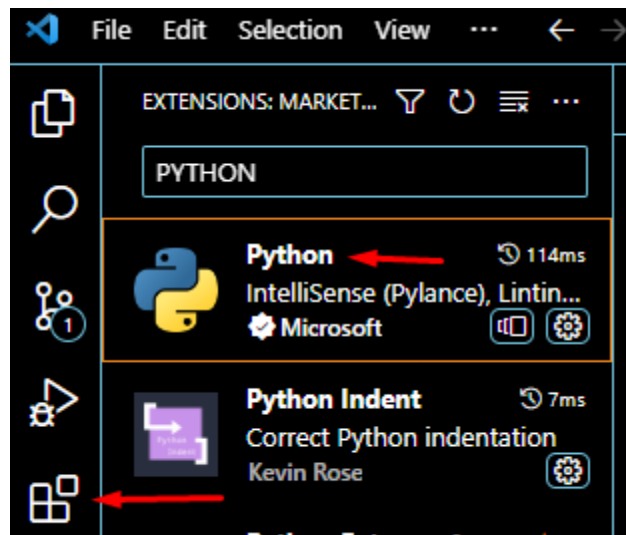 File Edit Selection View ...
EXTENSIONS: MARKET...
PYTHON
Python 114ms
IntelliSense (Pylance), Lintin...
Microsoft
1
Python Indent 7ms
Correct Python indentation
Kevin Rose